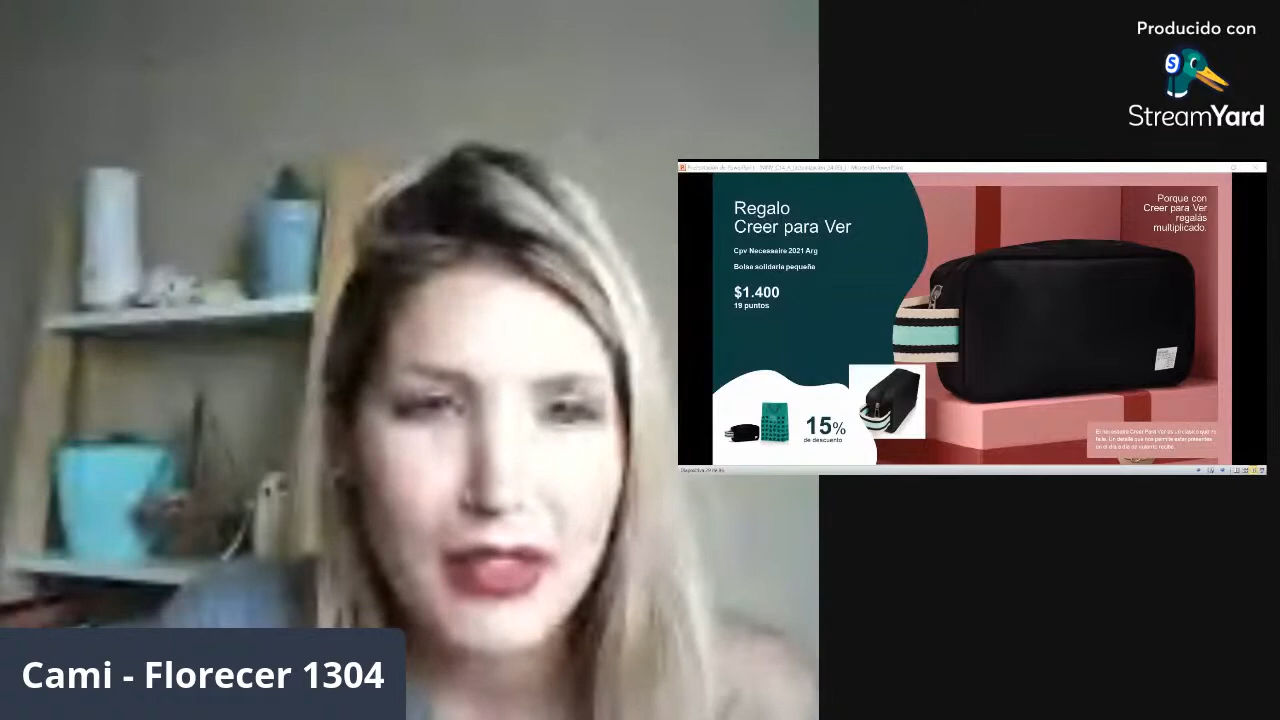 Producido con
StreamYard
Regalo
Creer para Ver
Cpv Necesseire 2021 Arg
Bolsa solidaria pequeña
$1.400
19 puntos
15%
de descuento
Porque con
Creer para Ver
regalás
multiplicado.
Cami - Florecer 1304